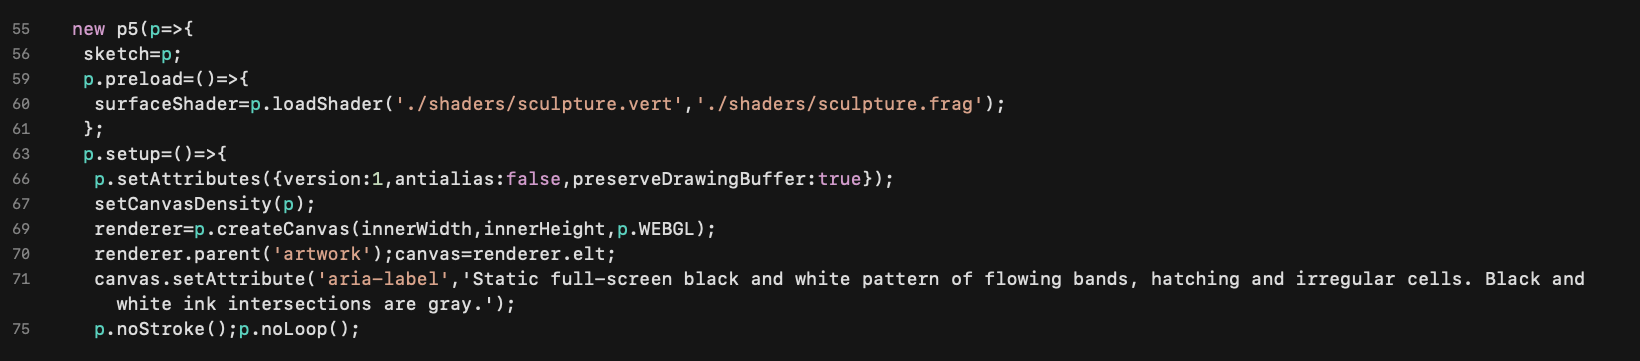 55 new p5(p=>{
56 sketch=p;
59 p.preload=()=>{
60 surfaceShader=p.loadShader('./shaders/sculpture.vert','./shaders/sculpture.frag');
61 };
63 p.setup=()=>{
66 p.setAttributes({version:1,antialias:false,preserveDrawingBuffer:true});
67 setCanvasDensity(p);
69 renderer=p.createCanvas(innerWidth,innerHeight,p.WEBGL);
70 renderer.parent('artwork');canvas=renderer.elt;
71 canvas.setAttribute('aria-label','Static full-screen black and white pattern of flowing bands, hatching and irregular cells. Black and
white ink intersections are gray.');
75 p.noStroke();p.noLoop();